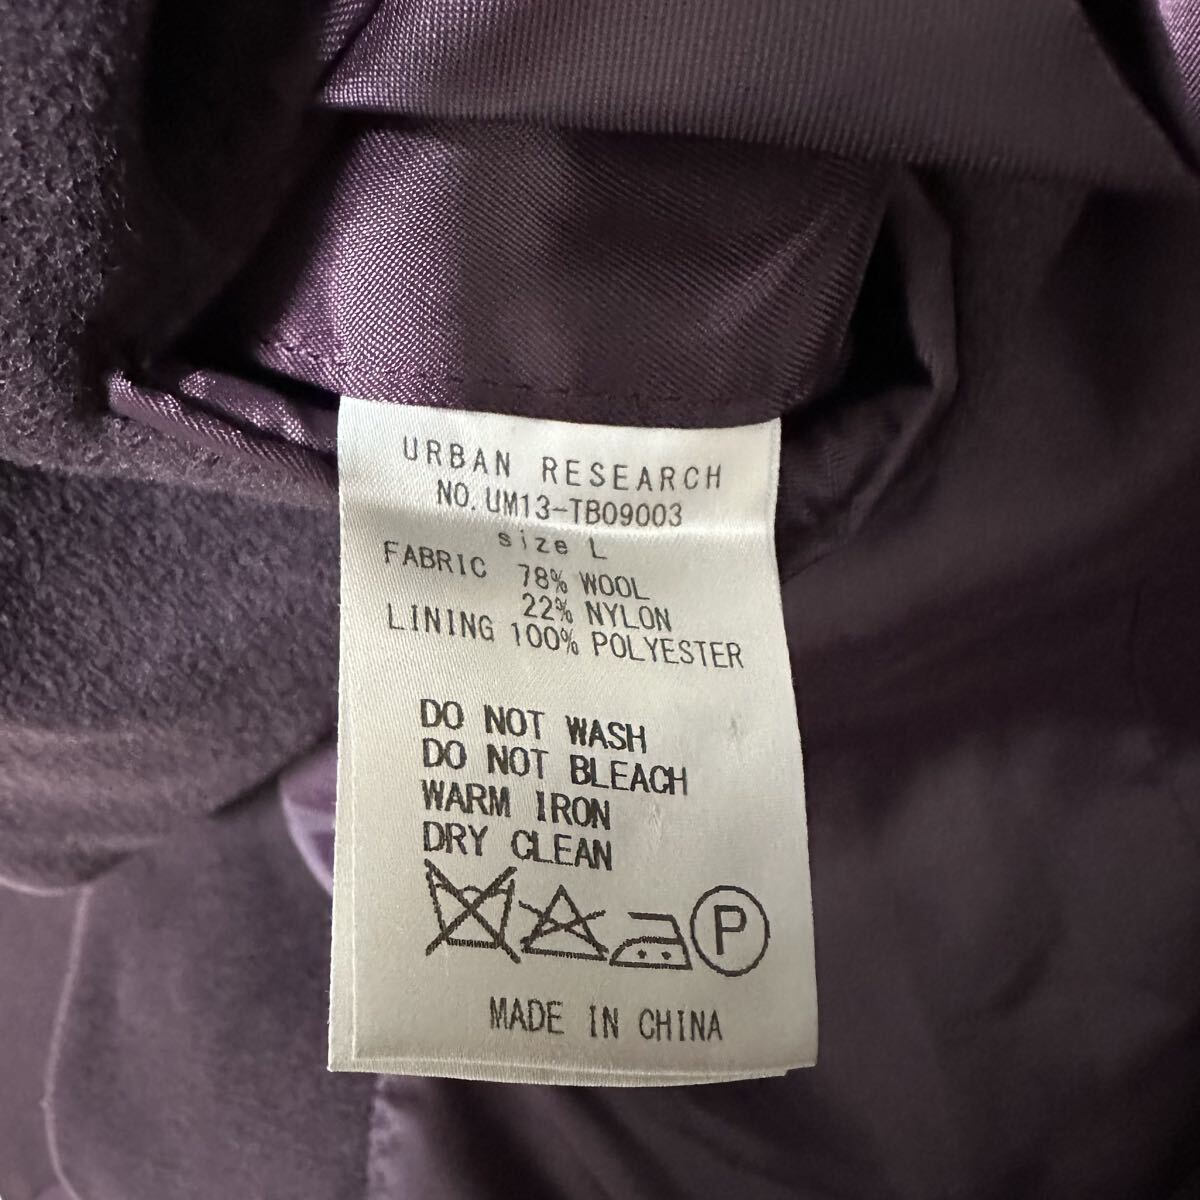 URBAN RESEARCH
NO. UM13-TB09003
size L
FABRIC 78% WOOL
22% NYLON
LINING 100% POLYESTER
DO NOT WASH
DO NOT BLEACH
WARM IRON
DRY CLEAN
P
MADE IN CHINA